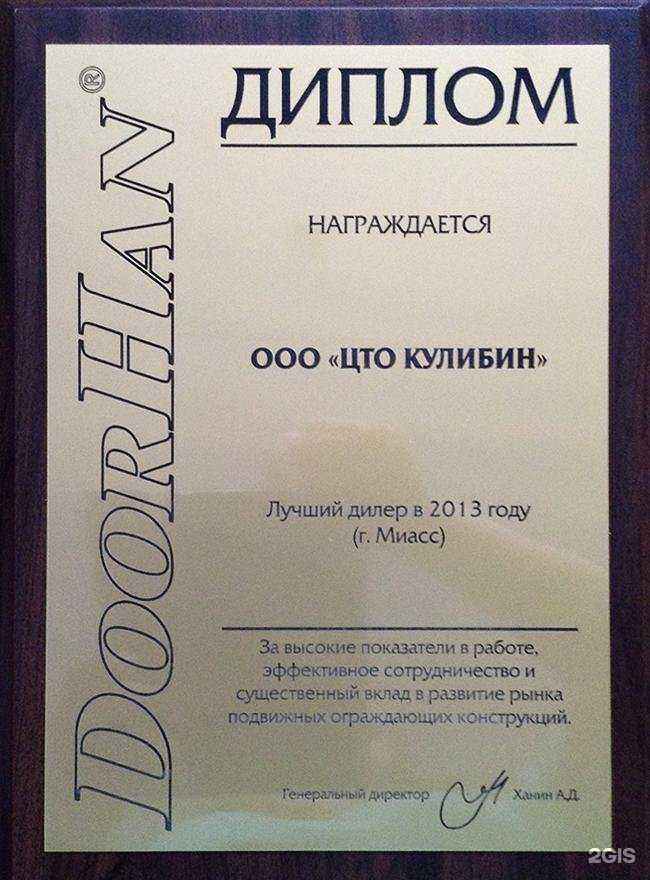 DOORHAN®
ДИПЛОМ
НАГРАЖДАЕТСЯ
ООО «ЦТО КУЛИБИН»
Лучший дилер в 2013 году
(г. Миасс)
За высокие показатели в работе,
эффективное сотрудничество и
существенный вклад в развитие рынка
подвижных ограждающих конструкций.
Генеральный директор Ханин А.Д.
2GIS